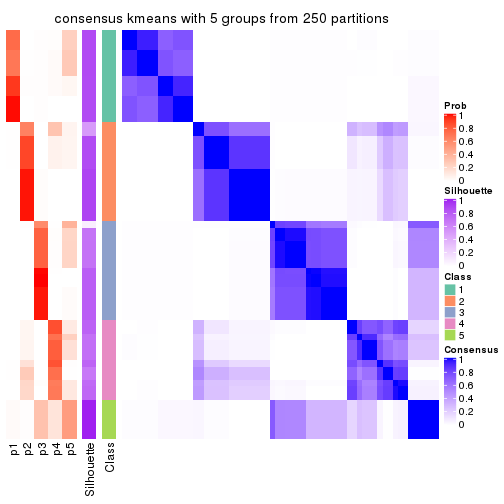 consensus kmeans with 5 groups from 250 partitions
Prob
1
0.8
0.6
0.4
0.2
0
Silhouette
1
0.8
0.6
0.4
0.2
0
Class
1
2
3
4
5
Consensus
1
0.8
0.6
0.4
0.2
0
p1
p2
p3
p4
p5
Silhouette
Class